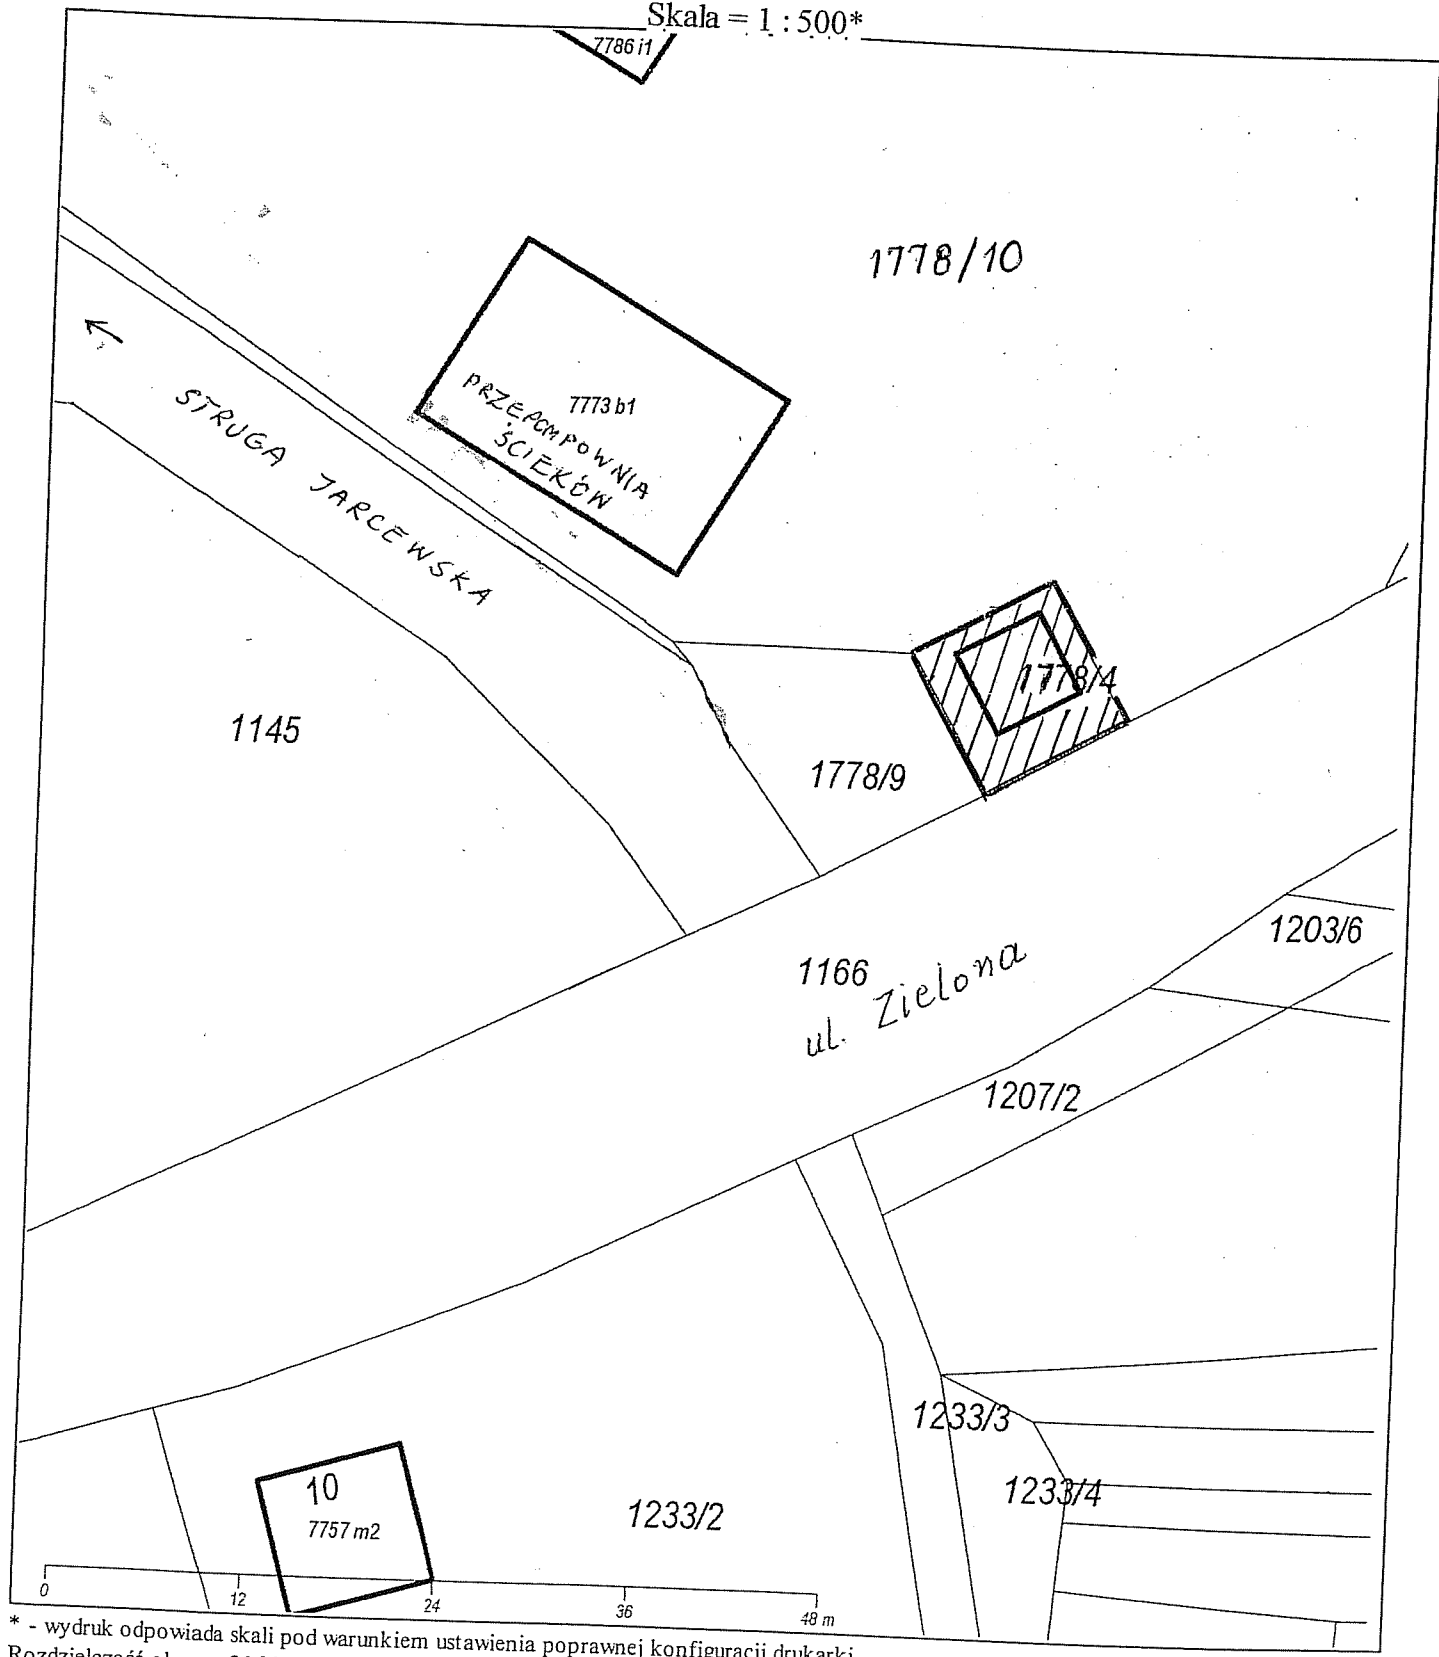 Skala = 1 : 500*
7786 i1
1778/10
7773 b1
PRZEPOMPOWNIA
ŚCIEKÓW
STRUGA JARCEWSKA
1778/4
1145
1778/9
1203/6
1166
ul. Zielona
1207/2
1233/3
1233/4
10
7757 m2
1233/2
0 12 24 36 48 m
* - wydruk odpowiada skali pod warunkiem ustawienia poprawnej konfiguracji drukarki